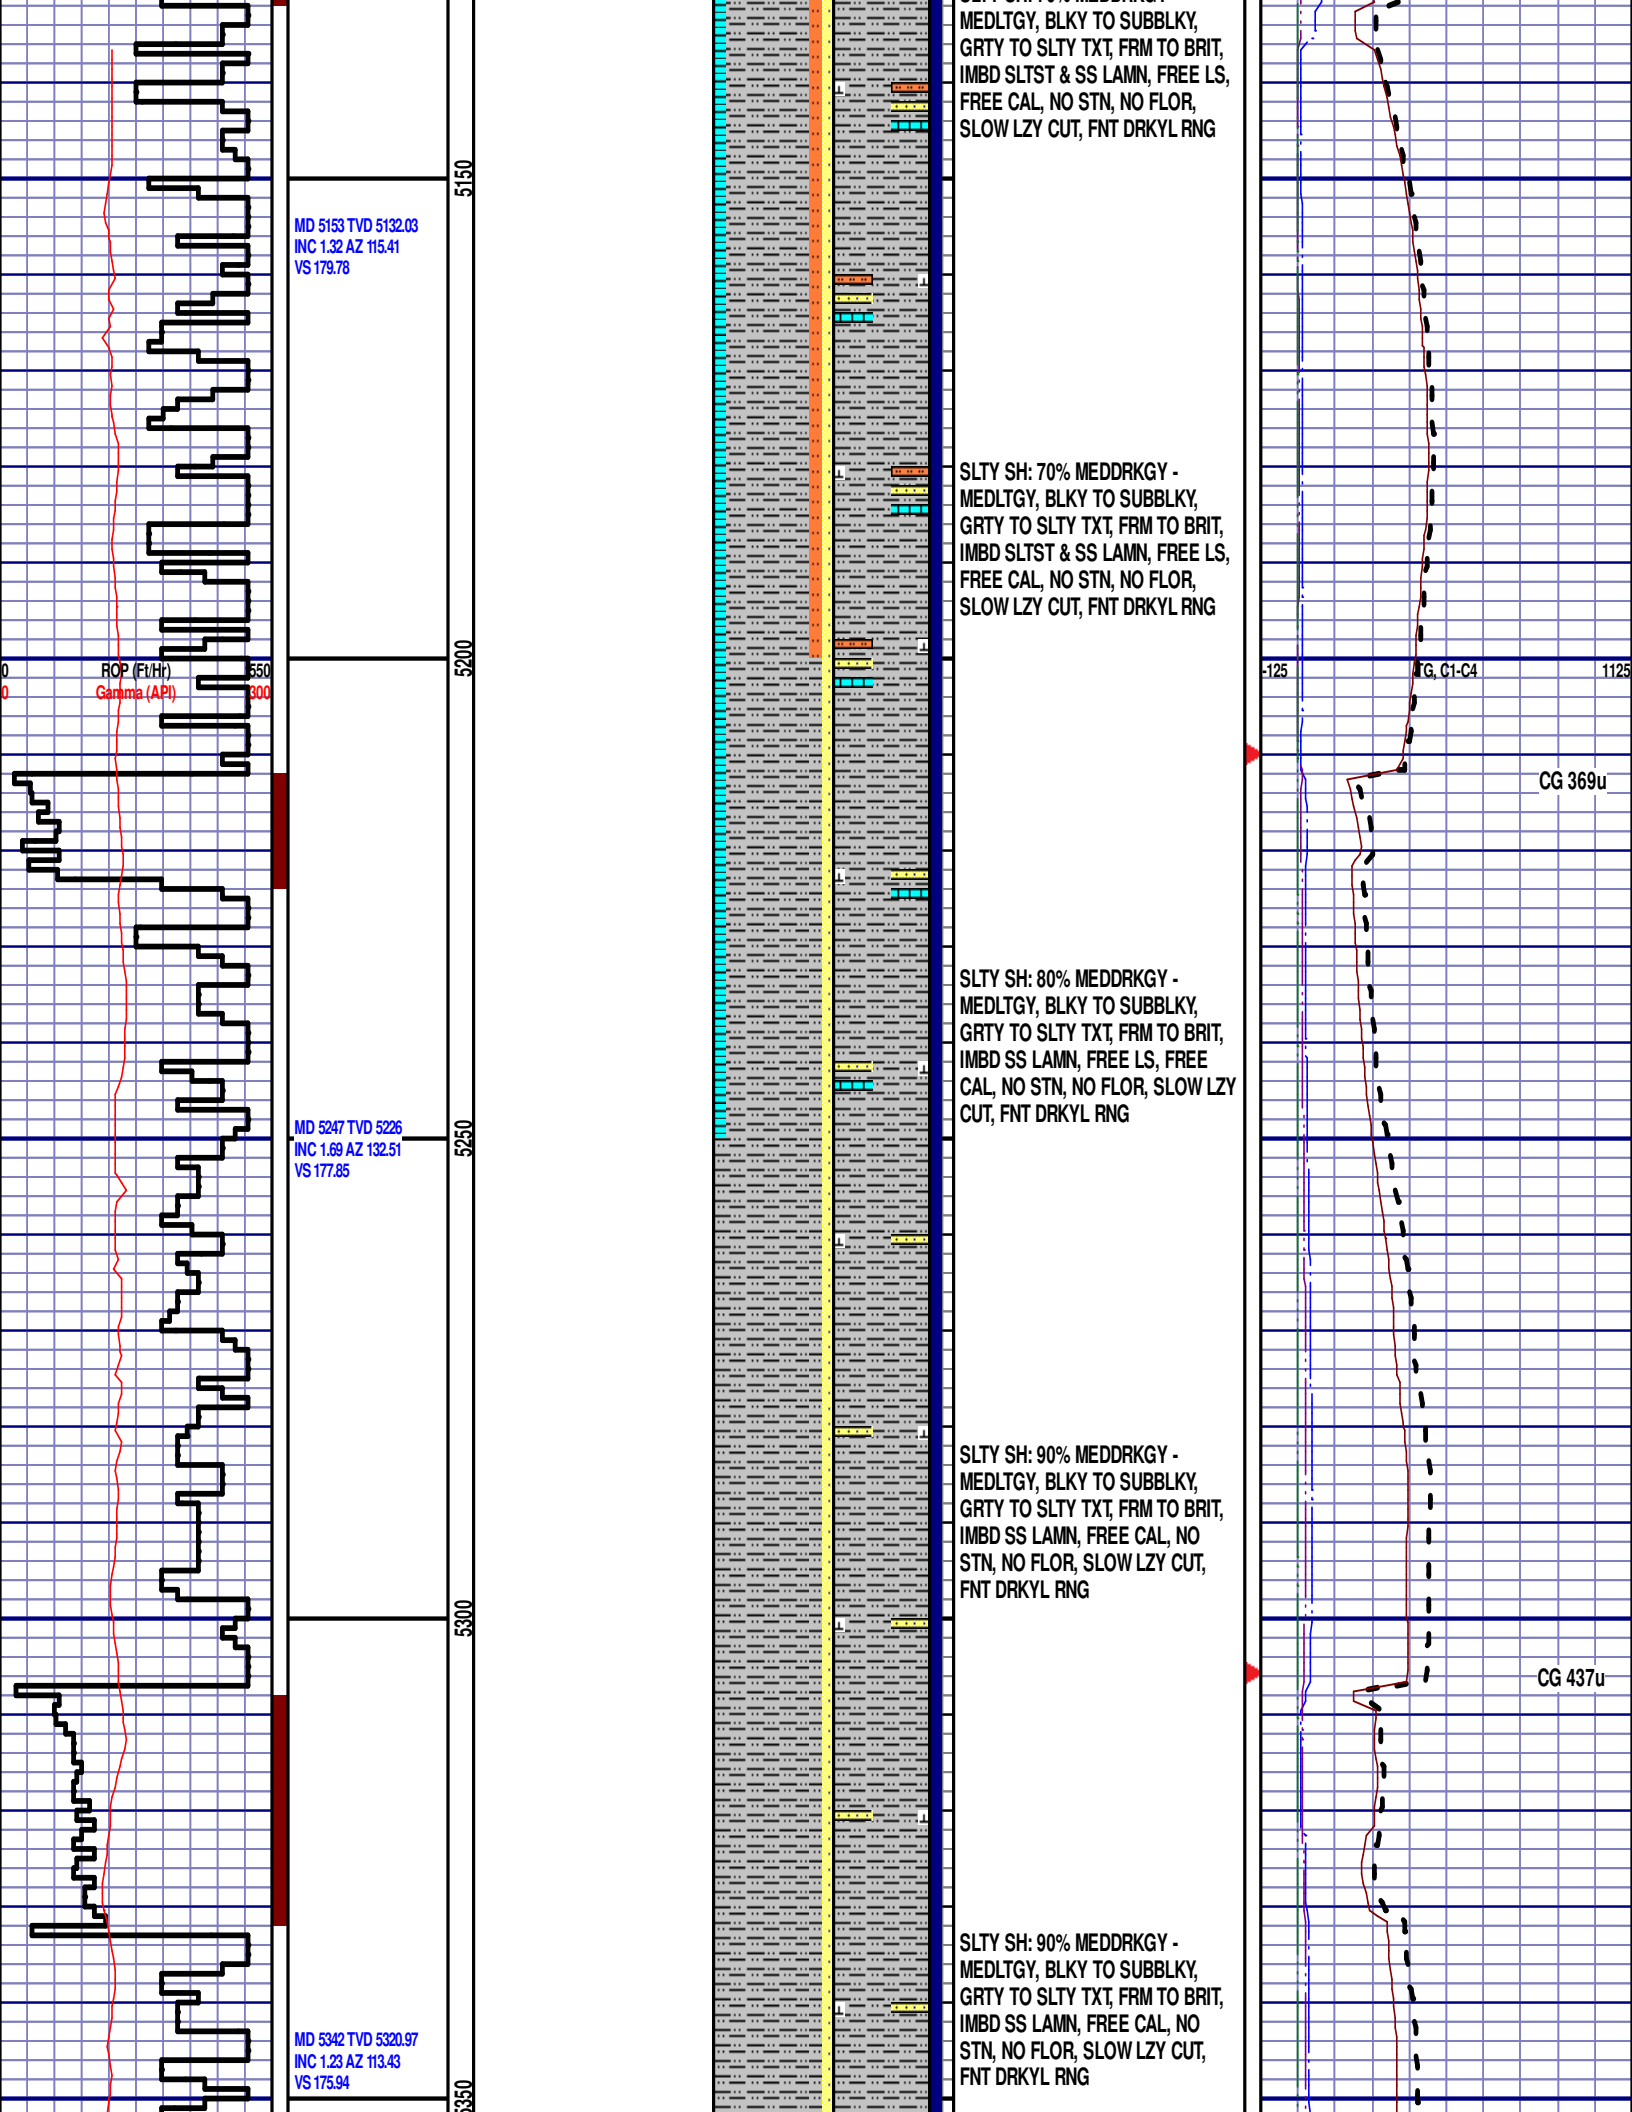 MEDLTGY, BLKY TO SUBBLKY,
GRTY TO SLTY TXT, FRM TO BRIT,
IMBD SLTST & SS LAMN, FREE LS,
FREE CAL, NO STN, NO FLOR,
SLOW LZY CUT, FNT DRKYL RNG
5150
MD 5153 TVD 5132.03
INC 1.32 AZ 115.41
VS 179.78
SLTY SH: 70% MEDDRKGY -
MEDLTGY, BLKY TO SUBBLKY,
GRTY TO SLTY TXT, FRM TO BRIT,
IMBD SLTST & SS LAMN, FREE LS,
FREE CAL, NO STN, NO FLOR,
SLOW LZY CUT, FNT DRKYL RNG
5200
0 ROP (Ft/Hr) 550
0 Gamma (API) 300
-125 TG, C1-C4 1125
CG 369u
SLTY SH: 80% MEDDRKGY -
MEDLTGY, BLKY TO SUBBLKY,
GRTY TO SLTY TXT, FRM TO BRIT,
IMBD SS LAMN, FREE LS, FREE
CAL, NO STN, NO FLOR, SLOW LZY
CUT, FNT DRKYL RNG
MD 5247 TVD 5226
INC 1.69 AZ 132.51
VS 177.85
5250
SLTY SH: 90% MEDDRKGY -
MEDLTGY, BLKY TO SUBBLKY,
GRTY TO SLTY TXT, FRM TO BRIT,
IMBD SS LAMN, FREE CAL, NO
STN, NO FLOR, SLOW LZY CUT,
FNT DRKYL RNG
5300
CG 437u
SLTY SH: 90% MEDDRKGY -
MEDLTGY, BLKY TO SUBBLKY,
GRTY TO SLTY TXT, FRM TO BRIT,
IMBD SS LAMN, FREE CAL, NO
STN, NO FLOR, SLOW LZY CUT,
FNT DRKYL RNG
MD 5342 TVD 5320.97
INC 1.23 AZ 113.43
VS 175.94